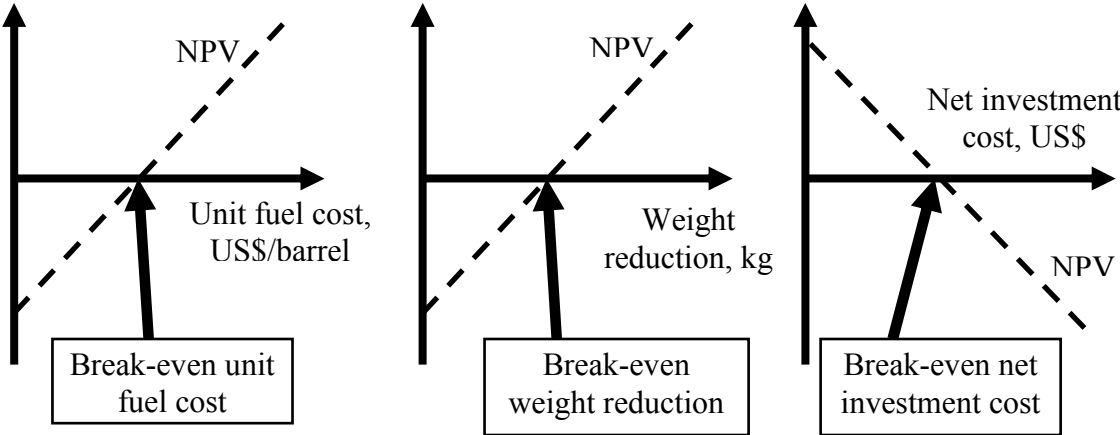 NPV
Unit fuel cost,
US$/barrel
Break-even unit
fuel cost
NPV
Weight
reduction, kg
Break-even
weight reduction
Net investment
cost, US$
NPV
Break-even net
investment cost